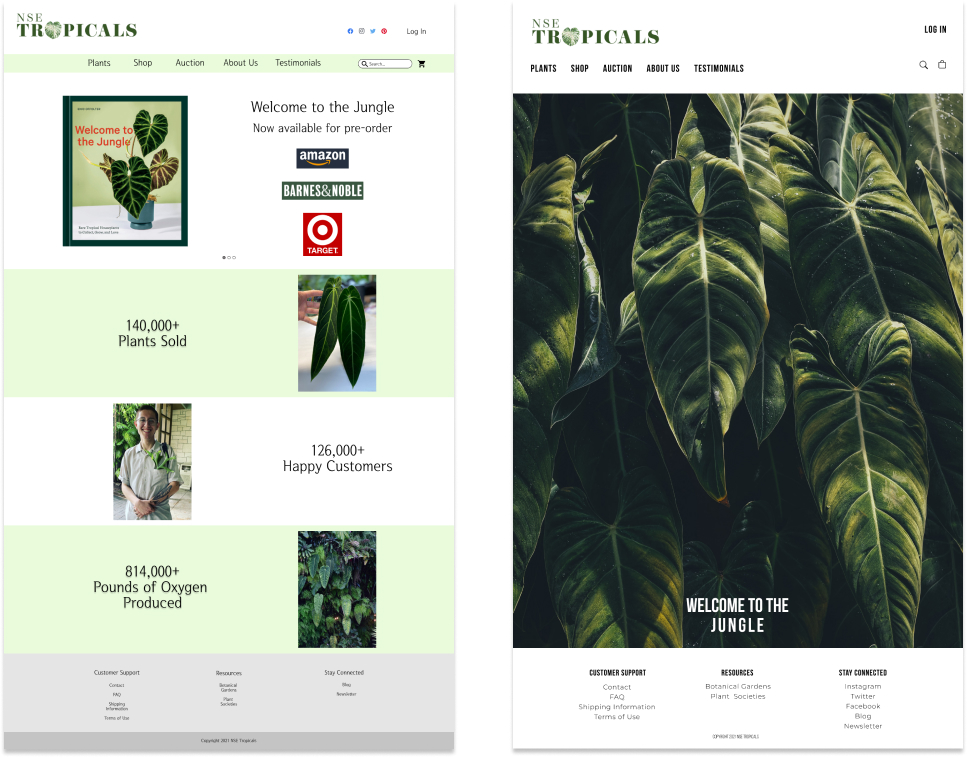 NSE
TROPICALS
Log In
Plants Shop Auction About Us Testimonials Search...
Welcome to
the Jungle
Welcome to the Jungle
Now available for pre-order
amazon
BARNES&NOBLE
TARGET
140,000+
Plants Sold
126,000+
Happy Customers
814,000+
Pounds of Oxygen
Produced
Customer Support
Contact
FAQ
Shipping
Information
Terms of Use
Resources
Botanical
Gardens
Plant
Societies
Stay Connected
Blog
Newsletter
Copyright 2021 NSE Tropicals
NSE
TROPICALS
LOG IN
PLANTS SHOP AUCTION ABOUT US TESTIMONIALS
WELCOME TO THE
JUNGLE
CUSTOMER SUPPORT
Contact
FAQ
Shipping Information
Terms of Use
RESOURCES
Botanical Gardens
Plant Societies
STAY CONNECTED
Instagram
Twitter
Facebook
Blog
Newsletter
COPYRIGHT 2021 NSE TROPICALS